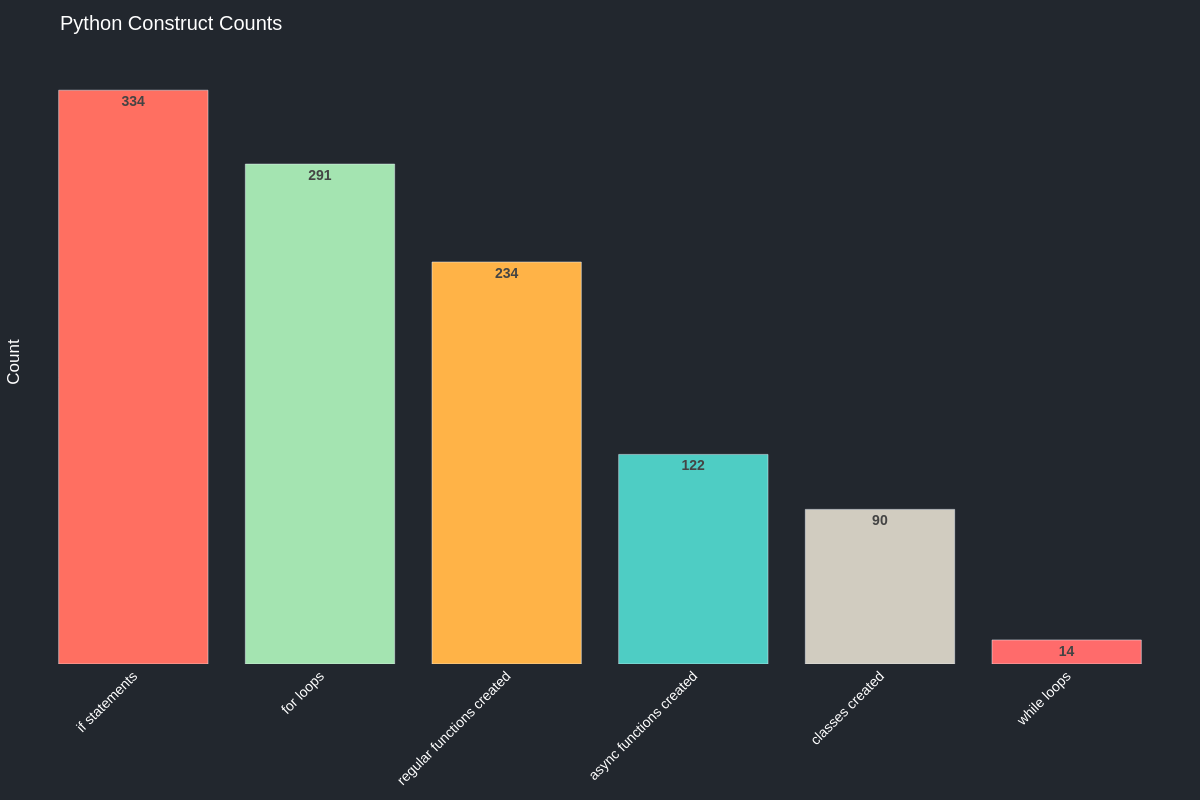 Python Construct Counts
334
291
234
122
90
14
Count
if statements
for loops
regular functions created
async functions created
classes created
while loops